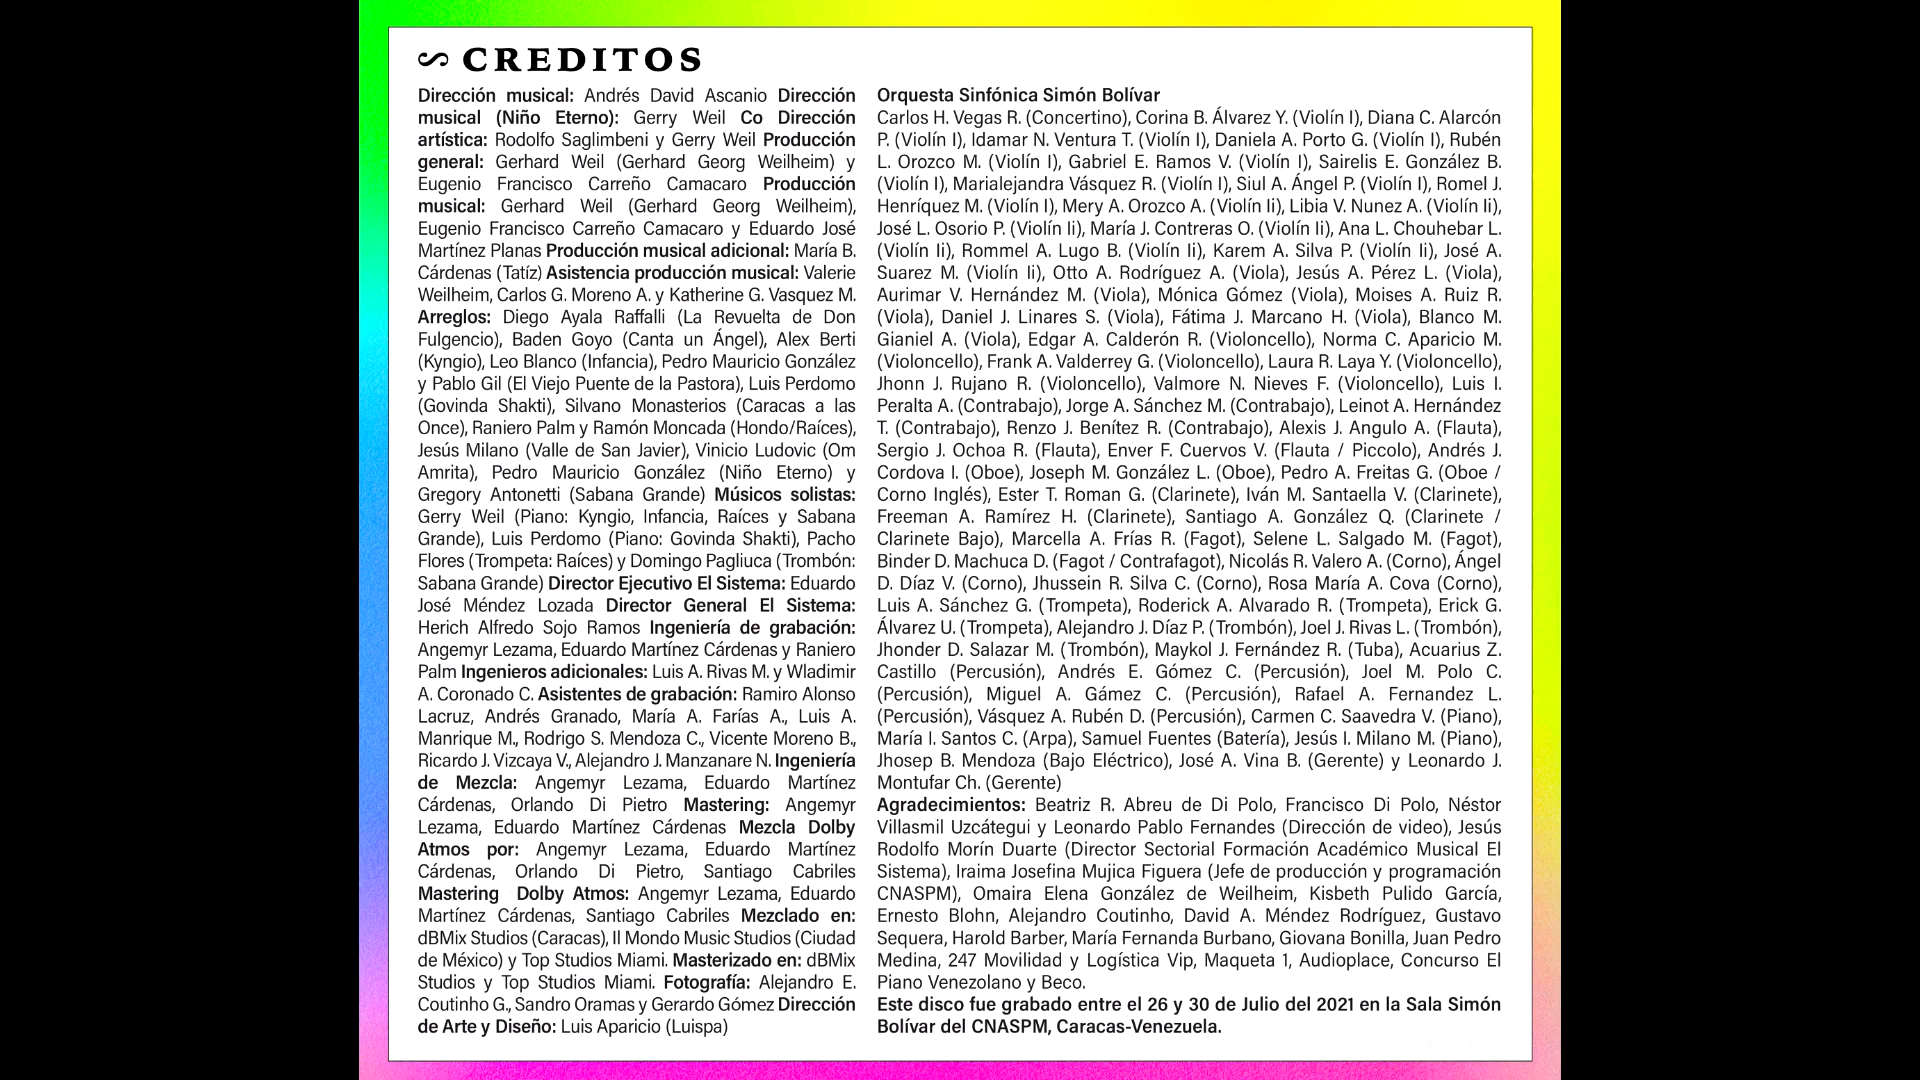 ∽ CREDITOS
Dirección musical: Andrés David Ascanio Dirección
musical (Niño Eterno): Gerry Weil Co Dirección
artística: Rodolfo Saglimbeni y Gerry Weil Producción
general: Gerhard Weil (Gerhard Georg Weilheim) y
Eugenio Francisco Carreño Camacaro Producción
musical: Gerhard Weil (Gerhard Georg Weilheim),
Eugenio Francisco Carreño Camacaro y Eduardo José
Martínez Planas Producción musical adicional: María B.
Cárdenas (Tatíz) Asistencia producción musical: Valerie
Weilheim, Carlos G. Moreno A. y Katherine G. Vasquez M.
Arreglos: Diego Ayala Raffalli (La Revuelta de Don
Fulgencio), Baden Goyo (Canta un Ángel), Alex Berti
(Kyngio), Leo Blanco (Infancia), Pedro Mauricio González
y Pablo Gil (El Viejo Puente de la Pastora), Luis Perdomo
(Govinda Shakti), Silvano Monasterios (Caracas a las
Once), Raniero Palm y Ramón Moncada (Hondo/Raíces),
Jesús Milano (Valle de San Javier), Vinicio Ludovic (Om
Amrita), Pedro Mauricio González (Niño Eterno) y
Gregory Antonetti (Sabana Grande) Músicos solistas:
Gerry Weil (Piano: Kyngio, Infancia, Raíces y Sabana
Grande), Luis Perdomo (Piano: Govinda Shakti), Pacho
Flores (Trompeta: Raíces) y Domingo Pagliuca (Trombón:
Sabana Grande) Director Ejecutivo El Sistema: Eduardo
José Méndez Lozada Director General El Sistema:
Herich Alfredo Sojo Ramos Ingeniería de grabación:
Angemyr Lezama, Eduardo Martínez Cárdenas y Raniero
Palm Ingenieros adicionales: Luis A. Rivas M. y Wladimir
A. Coronado C. Asistentes de grabación: Ramiro Alonso
Lacruz, Andrés Granado, María A. Farías A., Luis A.
Manrique M., Rodrigo S. Mendoza C., Vicente Moreno B.,
Ricardo J. Vizcaya V., Alejandro J. Manzanare N. Ingeniería
de Mezcla: Angemyr Lezama, Eduardo Martínez
Cárdenas, Orlando Di Pietro Mastering: Angemyr
Lezama, Eduardo Martínez Cárdenas Mezcla Dolby
Atmos por: Angemyr Lezama, Eduardo Martínez
Cárdenas, Orlando Di Pietro, Santiago Cabriles
Mastering Dolby Atmos: Angemyr Lezama, Eduardo
Martínez Cárdenas, Santiago Cabriles Mezclado en:
dBMix Studios (Caracas), Il Mondo Music Studios (Ciudad
de México) y Top Studios Miami. Masterizado en: dBMix
Studios y Top Studios Miami. Fotografía: Alejandro E.
Coutinho G., Sandro Oramas y Gerardo Gómez Dirección
de Arte y Diseño: Luis Aparicio (Luispa)
Orquesta Sinfónica Simón Bolívar
Carlos H. Vegas R. (Concertino), Corina B. Álvarez Y. (Violín I), Diana C. Alarcón
P. (Violín I), Idamar N. Ventura T. (Violín I), Daniela A. Porto G. (Violín I), Rubén
L. Orozco M. (Violín I), Gabriel E. Ramos V. (Violín I), Sairelis E. González B.
(Violín I), Marialejandra Vásquez R. (Violín I), Siul A. Ángel P. (Violín I), Romel J.
Henríquez M. (Violín I), Mery A. Orozco A. (Violín Ii), Libia V. Nunez A. (Violín Ii),
José L. Osorio P. (Violín Ii), María J. Contreras O. (Violín Ii), Ana L. Chouhebar L.
(Violín Ii), Rommel A. Lugo B. (Violín Ii), Karem A. Silva P. (Violín Ii), José A.
Suarez M. (Violín Ii), Otto A. Rodríguez A. (Viola), Jesús A. Pérez L. (Viola),
Aurimar V. Hernández M. (Viola), Mónica Gómez (Viola), Moises A. Ruiz R.
(Viola), Daniel J. Linares S. (Viola), Fátima J. Marcano H. (Viola), Blanco M.
Gianiel A. (Viola), Edgar A. Calderón R. (Violoncello), Norma C. Aparicio M.
(Violoncello), Frank A. Valderrey G. (Violoncello), Laura R. Laya Y. (Violoncello),
Jhonn J. Rujano R. (Violoncello), Valmore N. Nieves F. (Violoncello), Luis I.
Peralta A. (Contrabajo), Jorge A. Sánchez M. (Contrabajo), Leinot A. Hernández
T. (Contrabajo), Renzo J. Benítez R. (Contrabajo), Alexis J. Angulo A. (Flauta),
Sergio J. Ochoa R. (Flauta), Enver F. Cuervos V. (Flauta / Piccolo), Andrés J.
Cordova I. (Oboe), Joseph M. González L. (Oboe), Pedro A. Freitas G. (Oboe /
Corno Inglés), Ester T. Roman G. (Clarinete), Iván M. Santaella V. (Clarinete),
Freeman A. Ramírez H. (Clarinete), Santiago A. González Q. (Clarinete /
Clarinete Bajo), Marcella A. Frías R. (Fagot), Selene L. Salgado M. (Fagot),
Binder D. Machuca D. (Fagot / Contrafagot), Nicolás R. Valero A. (Corno), Ángel
D. Díaz V. (Corno), Jhussein R. Silva C. (Corno), Rosa María A. Cova (Corno),
Luis A. Sánchez G. (Trompeta), Roderick A. Alvarado R. (Trompeta), Erick G.
Álvarez U. (Trompeta), Alejandro J. Díaz P. (Trombón), Joel J. Rivas L. (Trombón),
Jhonder D. Salazar M. (Trombón), Maykol J. Fernández R. (Tuba), Acuarius Z.
Castillo (Percusión), Andrés E. Gómez C. (Percusión), Joel M. Polo C.
(Percusión), Miguel A. Gámez C. (Percusión), Rafael A. Fernandez L.
(Percusión), Vásquez A. Rubén D. (Percusión), Carmen C. Saavedra V. (Piano),
María I. Santos C. (Arpa), Samuel Fuentes (Batería), Jesús I. Milano M. (Piano),
Jhosep B. Mendoza (Bajo Eléctrico), José A. Vina B. (Gerente) y Leonardo J.
Montufar Ch. (Gerente)
Agradecimientos: Beatriz R. Abreu de Di Polo, Francisco Di Polo, Néstor
Villasmil Uzcátegui y Leonardo Pablo Fernandes (Dirección de video), Jesús
Rodolfo Morín Duarte (Director Sectorial Formación Académico Musical El
Sistema), Iraima Josefina Mujica Figuera (Jefe de producción y programación
CNASPM), Omaira Elena González de Weilheim, Kisbeth Pulido García,
Ernesto Blohn, Alejandro Coutinho, David A. Méndez Rodríguez, Gustavo
Sequera, Harold Barber, María Fernanda Burbano, Giovana Bonilla, Juan Pedro
Medina, 247 Movilidad y Logística Vip, Maqueta 1, Audioplace, Concurso El
Piano Venezolano y Beco.
Este disco fue grabado entre el 26 y 30 de Julio del 2021 en la Sala Simón
Bolívar del CNASPM, Caracas-Venezuela.